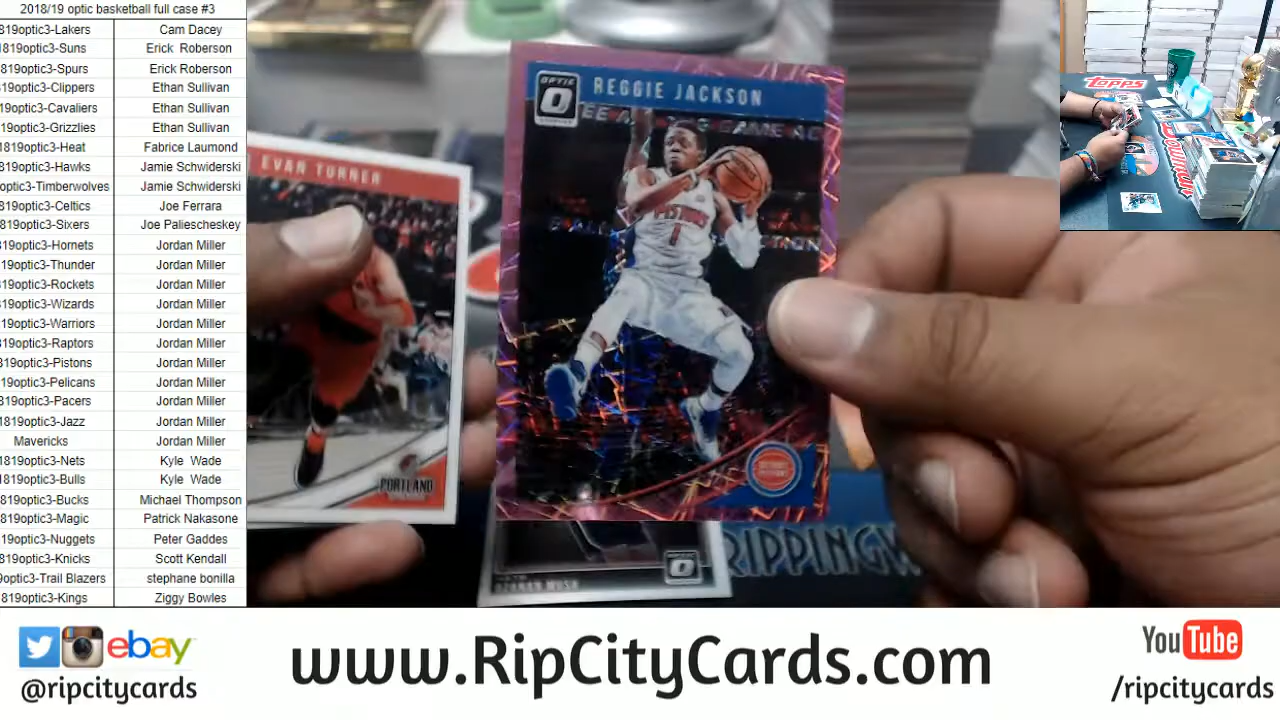 2018/19 optic basketball full case #3
819optic3-Lakers Cam Dacey
819optic3-Suns Erick Roberson
819optic3-Spurs Erick Roberson
819optic3-Clippers Ethan Sullivan
819optic3-Cavaliers Ethan Sullivan
19optic3-Grizzlies Ethan Sullivan
1819optic3-Heat Fabrice Laumond
819optic3-Hawks Jamie Schwiderski
optic3-Timberwolves Jamie Schwiderski
819optic3-Celtics Joe Ferrara
819optic3-Sixers Joe Paliescheskey
19optic3-Hornets Jordan Miller
19optic3-Thunder Jordan Miller
19optic3-Rockets Jordan Miller
19optic3-Wizards Jordan Miller
19optic3-Warriors Jordan Miller
19optic3-Raptors Jordan Miller
819optic3-Pistons Jordan Miller
19optic3-Pelicans Jordan Miller
819optic3-Pacers Jordan Miller
1819optic3-Jazz Jordan Miller
Mavericks Jordan Miller
1819optic3-Nets Kyle Wade
1819optic3-Bulls Kyle Wade
819optic3-Bucks Michael Thompson
819optic3-Magic Patrick Nakasone
19optic3-Nuggets Peter Gaddes
819optic3-Knicks Scott Kendall
optic3-Trail Blazers stephane bonilla
819optic3-Kings Ziggy Bowles
EVAN TURNER
PORTLAND
OPTIC
REGGIE JACKSON
PISTONS
1
OPTIC
RIPPING
topps
www.RipCityCards.com
ebay
@ripcitycards
YouTube
/ripcitycards